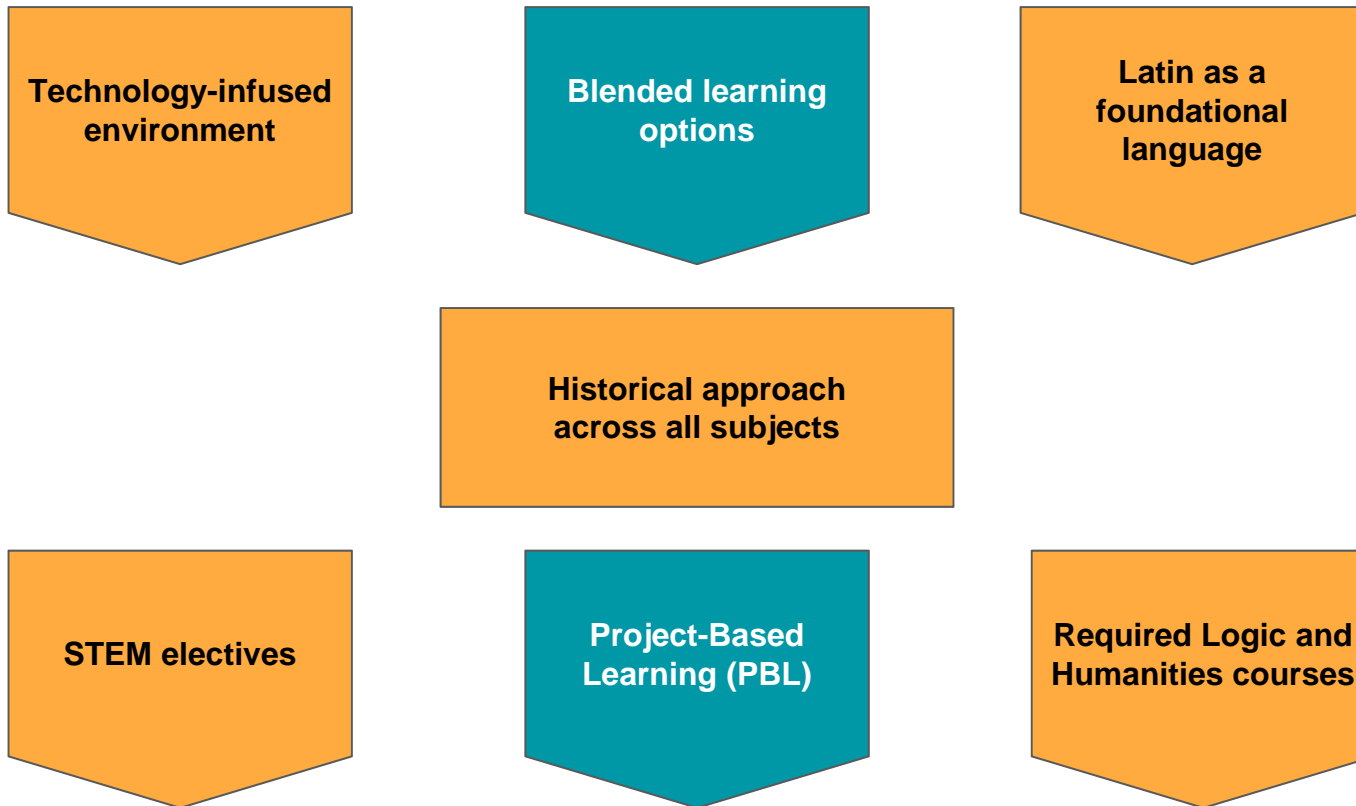 Technology-infused
environment
Blended learning
options
Latin as a
foundational
language
Historical approach
across all subjects
STEM electives
Project-Based
Learning (PBL)
Required Logic and
Humanities courses